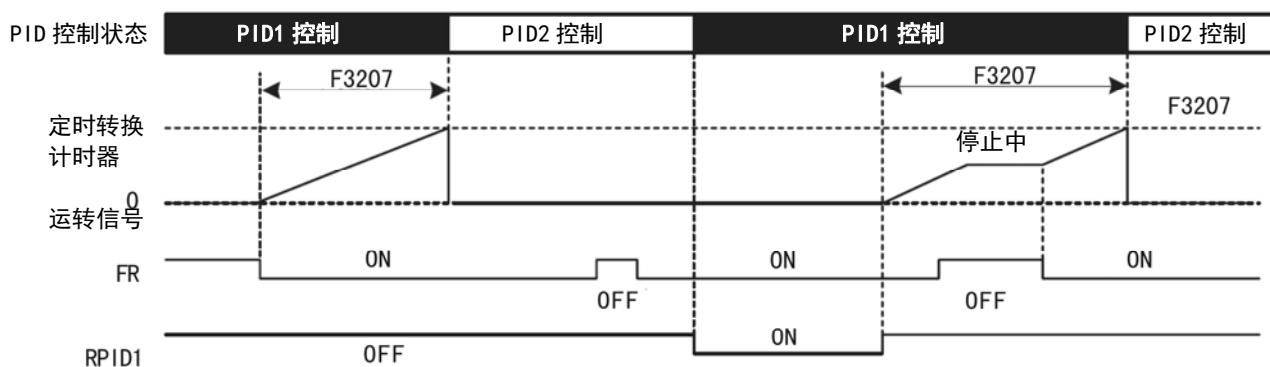 PID 控制状态 PID1 控制 PID2 控制 PID1 控制 PID2 控制
F3207 F3207
F3207
定时转换
计时器
停止中
0
运转信号
FR ON ON ON
OFF OFF
RPID1 OFF ON